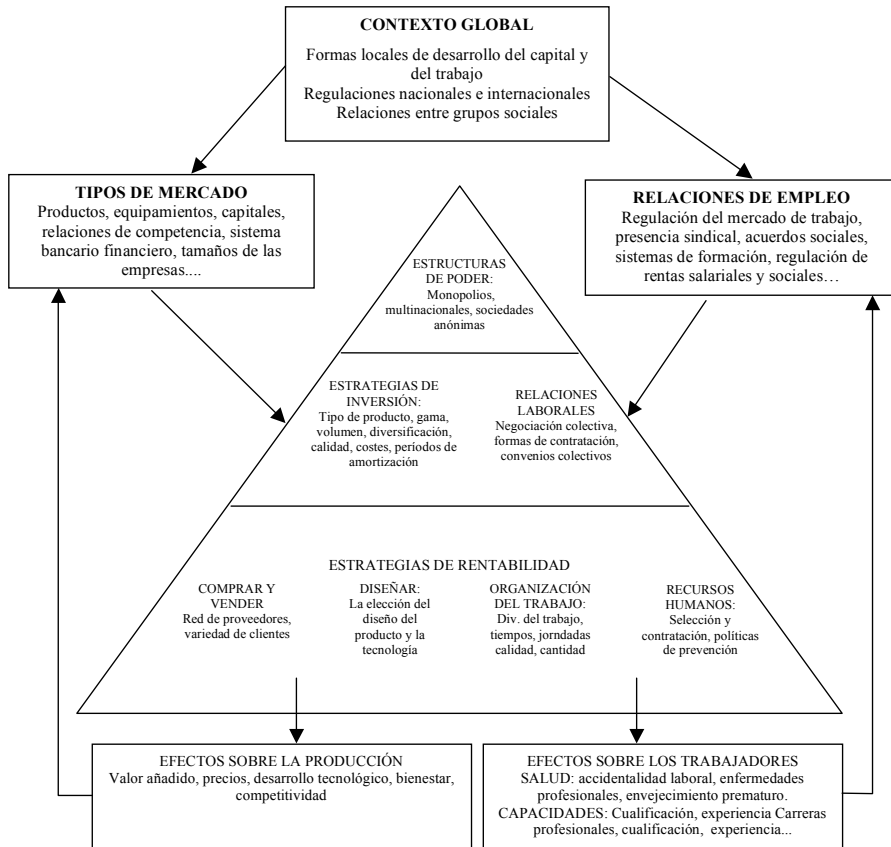 CONTEXTO GLOBAL
Formas locales de desarrollo del capital y
del trabajo
Regulaciones nacionales e internacionales
Relaciones entre grupos sociales
TIPOS DE MERCADO
Productos, equipamientos, capitales,
relaciones de competencia, sistema
bancario financiero, tamaños de las
empresas....
RELACIONES DE EMPLEO
Regulación del mercado de trabajo,
presencia sindical, acuerdos sociales,
sistemas de formación, regulación de
rentas salariales y sociales…
ESTRUCTURAS
DE PODER:
Monopolios,
multinacionales, sociedades
anónimas
ESTRATEGIAS DE
INVERSIÓN:
Tipo de producto, gama,
volumen, diversificación,
calidad, costes, períodos de
amortización
RELACIONES
LABORALES
Negociación colectiva,
formas de contratación,
convenios colectivos
ESTRATEGIAS DE RENTABILIDAD
COMPRAR Y
VENDER
Red de proveedores,
variedad de clientes
DISEÑAR:
La elección del
diseño del
producto y la
tecnología
ORGANIZACIÓN
DEL TRABAJO:
Div. del trabajo,
tiempos, jorndadas
calidad, cantidad
RECURSOS
HUMANOS:
Selección y
contratación, políticas
de prevención
EFECTOS SOBRE LA PRODUCCIÓN
Valor añadido, precios, desarrollo tecnológico, bienestar,
competitividad
EFECTOS SOBRE LOS TRABAJADORES
SALUD: accidentalidad laboral, enfermedades
profesionales, envejecimiento prematuro.
CAPACIDADES: Cualificación, experiencia Carreras
profesionales, cualificación, experiencia...